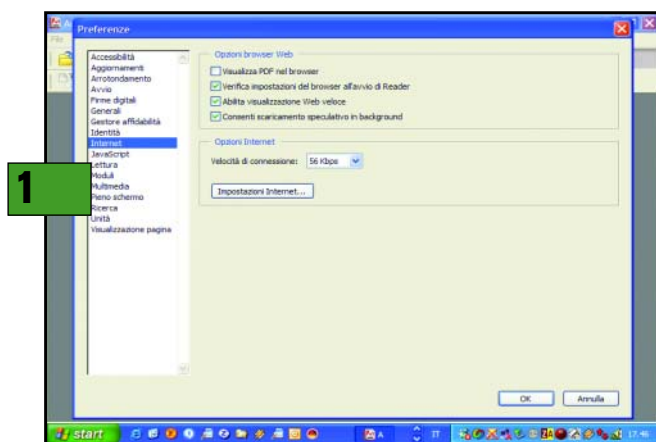 Preferenze
File
Accessibilità
Aggiornamenti
Arrotondamento
Avvio
Firme digitali
Generali
Gestore affidabilità
Identità
Internet
JavaScript
Lettura
Moduli
Multimedia
Pieno schermo
Ricerca
Unità
Visualizzazione pagina
Opzioni browser Web
Visualizza PDF nel browser
Verifica impostazioni del browser all'avvio di Reader
Abilita visualizzazione Web veloce
Consenti scaricamento speculativo in background
Opzioni Internet
Velocità di connessione: 56 Kbps
Impostazioni Internet...
1
OK Annulla
start A IT 17.46